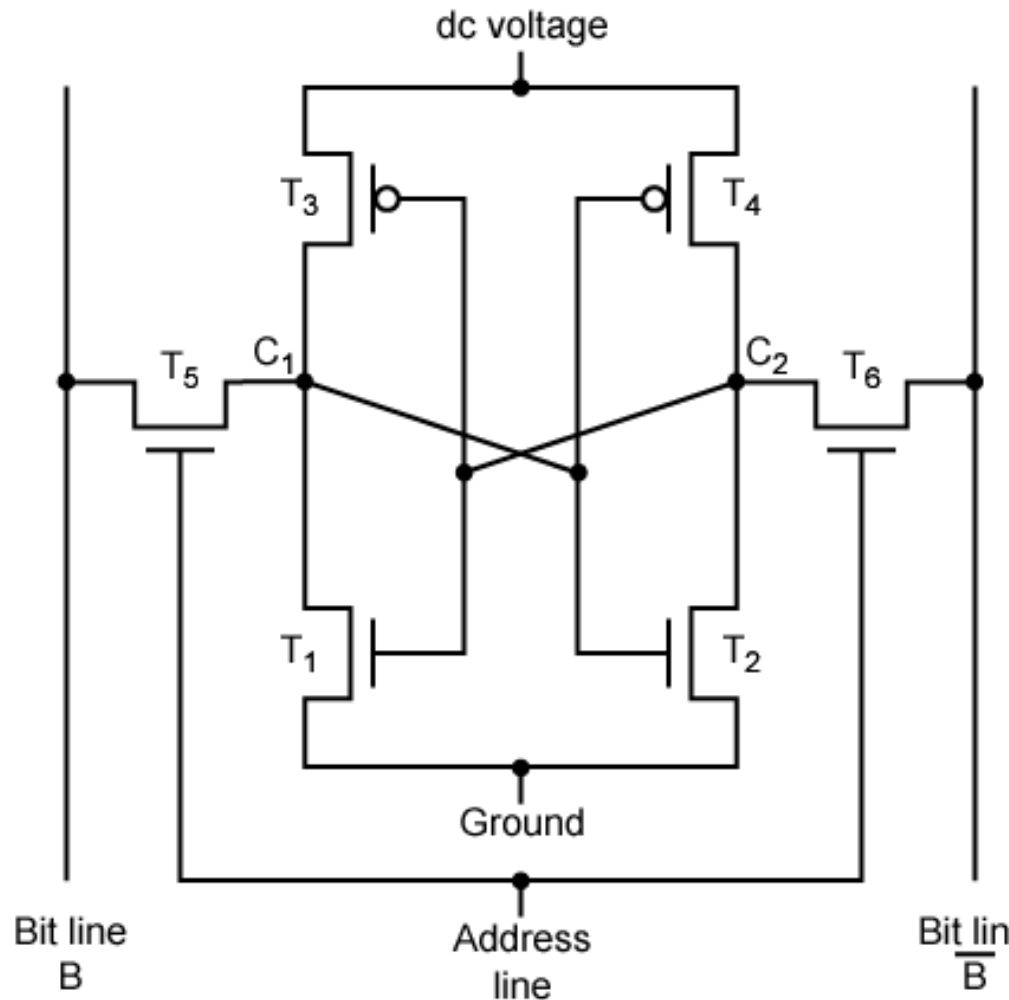 dc voltage
T3
T4
T5
C1
C2
T6
T1
T2
Ground
Bit line
B
Address
line
Bit lin
B̅